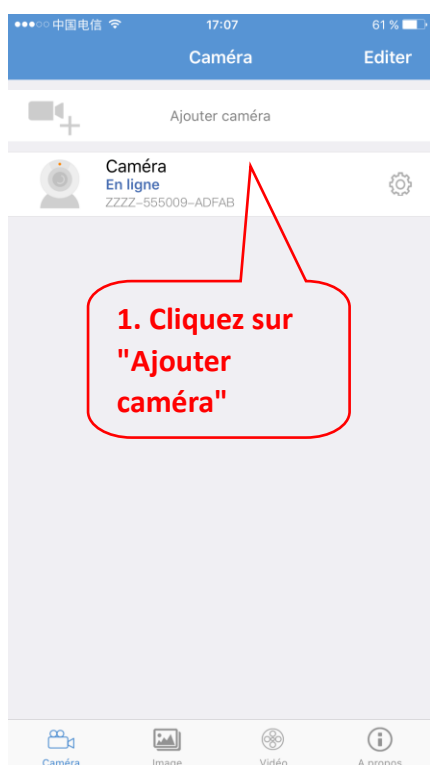 中国电信 17:07 61 %
Caméra Editer
Ajouter caméra
Caméra
En ligne
ZZZZ-555009-ADFAB
1. Cliquez sur
"Ajouter
caméra"
Caméra Image Vidéo A propos